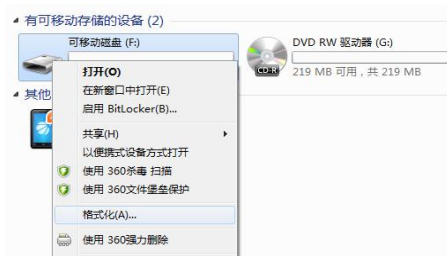 有可移动存储的设备 (2)
可移动磁盘 (F:)
DVD RW 驱动器 (G:)
CD-R
219 MB 可用，共 219 MB
其他
打开(O)
在新窗口中打开(E)
启用 BitLocker(B)...
共享(H)
以便携式设备方式打开
使用 360杀毒 扫描
使用 360文件堡垒保护
格式化(A)...
使用 360强力删除